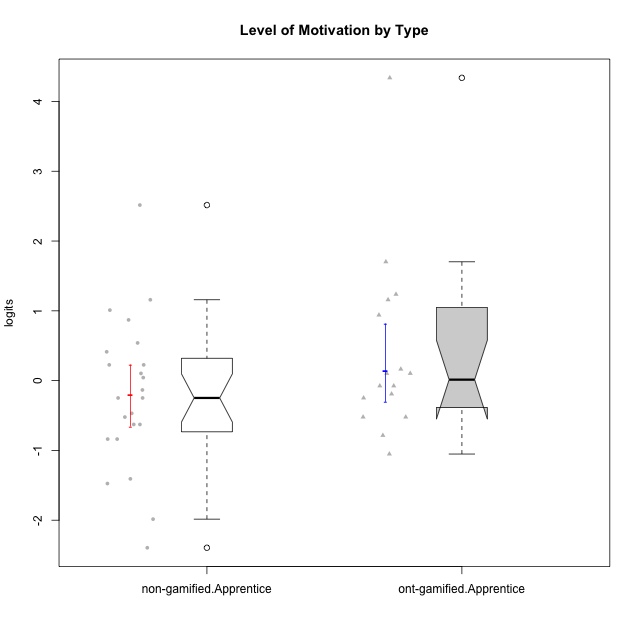 Level of Motivation by Type
4
3
2
1
0
-1
-2
logits
non-gamified.Apprentice
ont-gamified.Apprentice